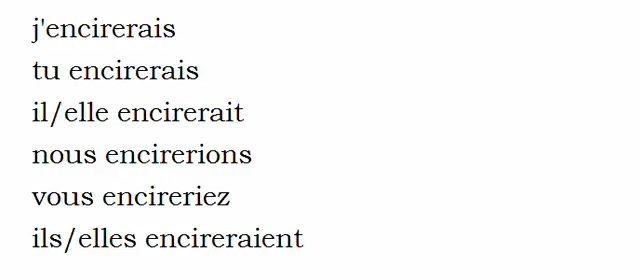 j'encirerais
tu encirerais
il/elle encirerait
nous encirerions
vous encireriez
ils/elles encireraient